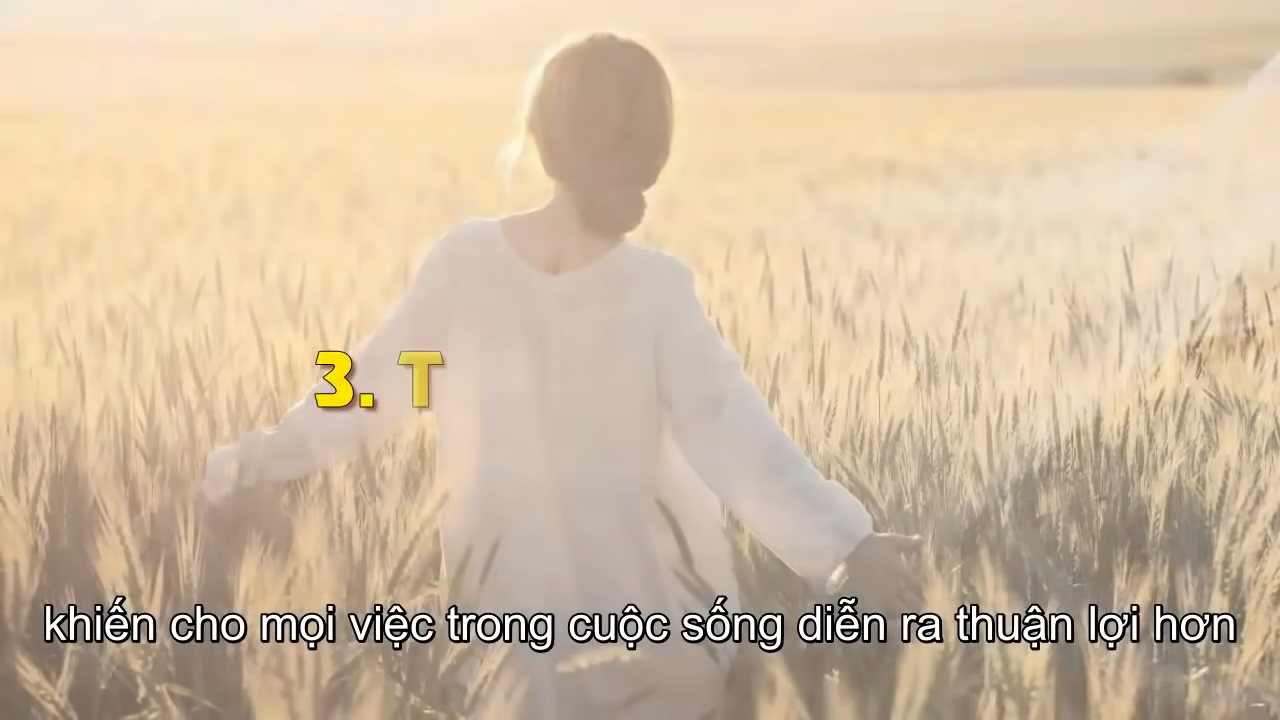 3. T
khiến cho mọi việc trong cuộc sống diễn ra thuận lợi hơn